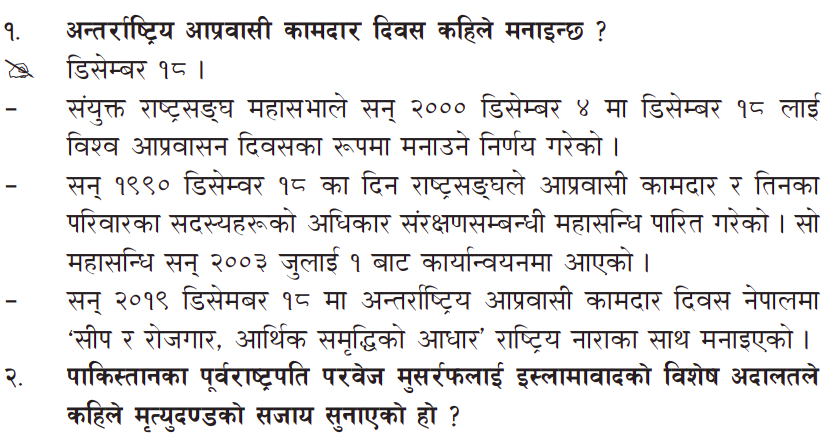 १. अन्तर्राष्ट्रिय आप्रवासी कामदार दिवस कहिले मनाइन्छ ?
✍ डिसेम्बर १८ ।
– संयुक्त राष्ट्रसङ्घ महासभाले सन् २००० डिसेम्बर ४ मा डिसेम्बर १८ लाई
विश्व आप्रवासन दिवसका रूपमा मनाउने निर्णय गरेको ।
– सन् १९९० डिसेम्वर १८ का दिन राष्ट्रसङ्घले आप्रवासी कामदार र तिनका
परिवारका सदस्यहरूको अधिकार संरक्षणसम्बन्धी महासन्धि पारित गरेको । सो
महासन्धि सन् २००३ जुलाई १ बाट कार्यान्वयनमा आएको ।
– सन् २०१९ डिसेमबर १८ मा अन्तर्राष्ट्रिय आप्रवासी कामदार दिवस नेपालमा
‘सीप र रोजगार, आर्थिक समृद्धिको आधार’ राष्ट्रिय नाराका साथ मनाइएको ।
२. पाकिस्तानका पूर्वराष्ट्रपति परवेज मुसर्रफलाई इस्लामावादको विशेष अदालतले
कहिले मृत्युदण्डको सजाय सुनाएको हो ?